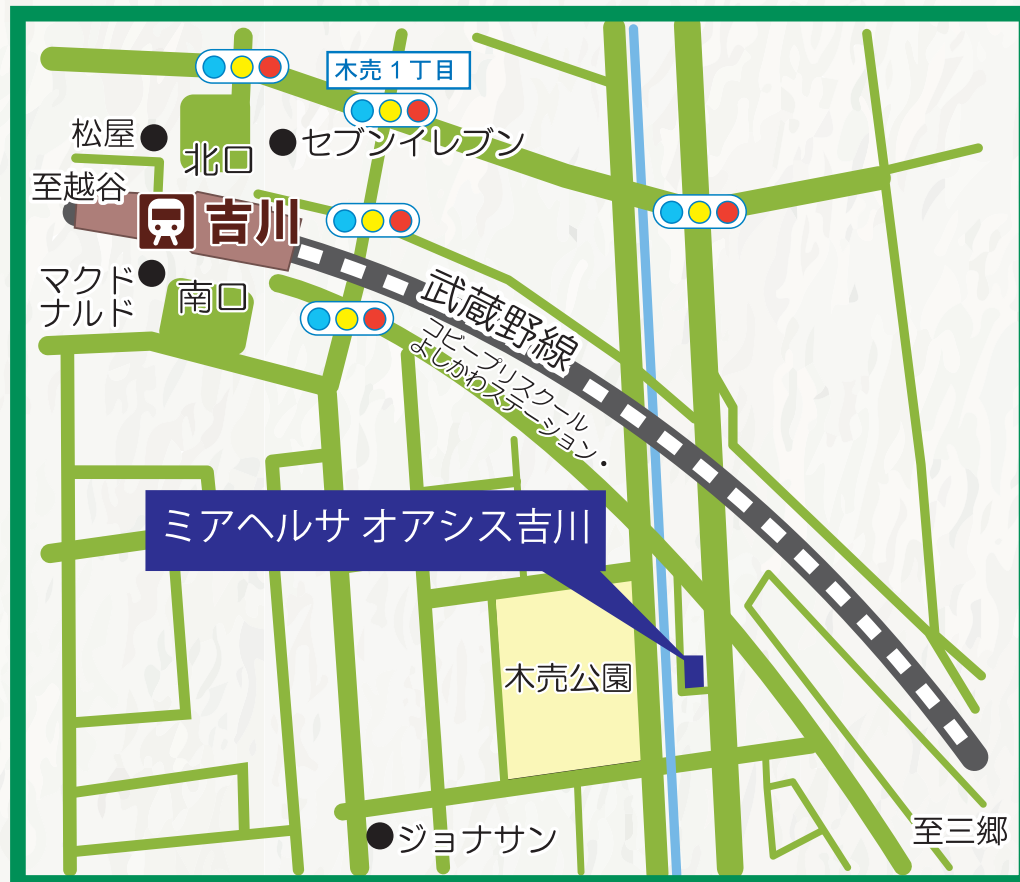 木売１丁目
松屋
北口
セブンイレブン
至越谷
吉川
マクド
ナルド
南口
武蔵野線
コビープリスクール
よしかわステーション
ミアヘルサ オアシス吉川
木売公園
ジョナサン
至三郷